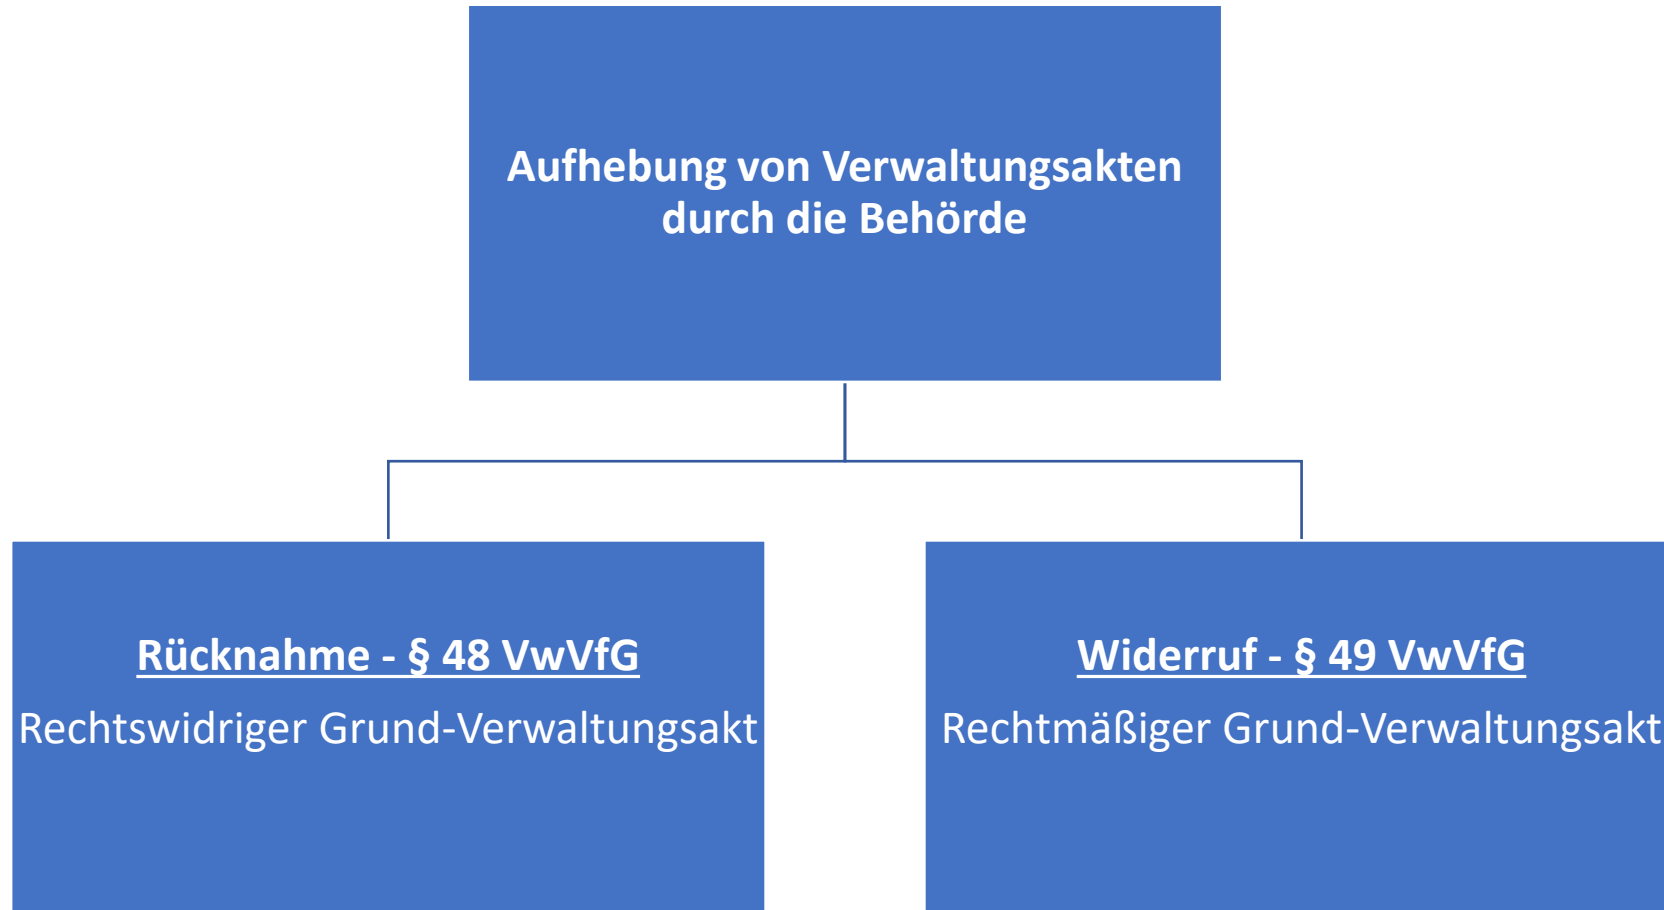 Aufhebung von Verwaltungsakten
durch die Behörde
Rücknahme - § 48 VwVfG
Rechtswidriger Grund-Verwaltungsakt
Widerruf - § 49 VwVfG
Rechtmäßiger Grund-Verwaltungsakt